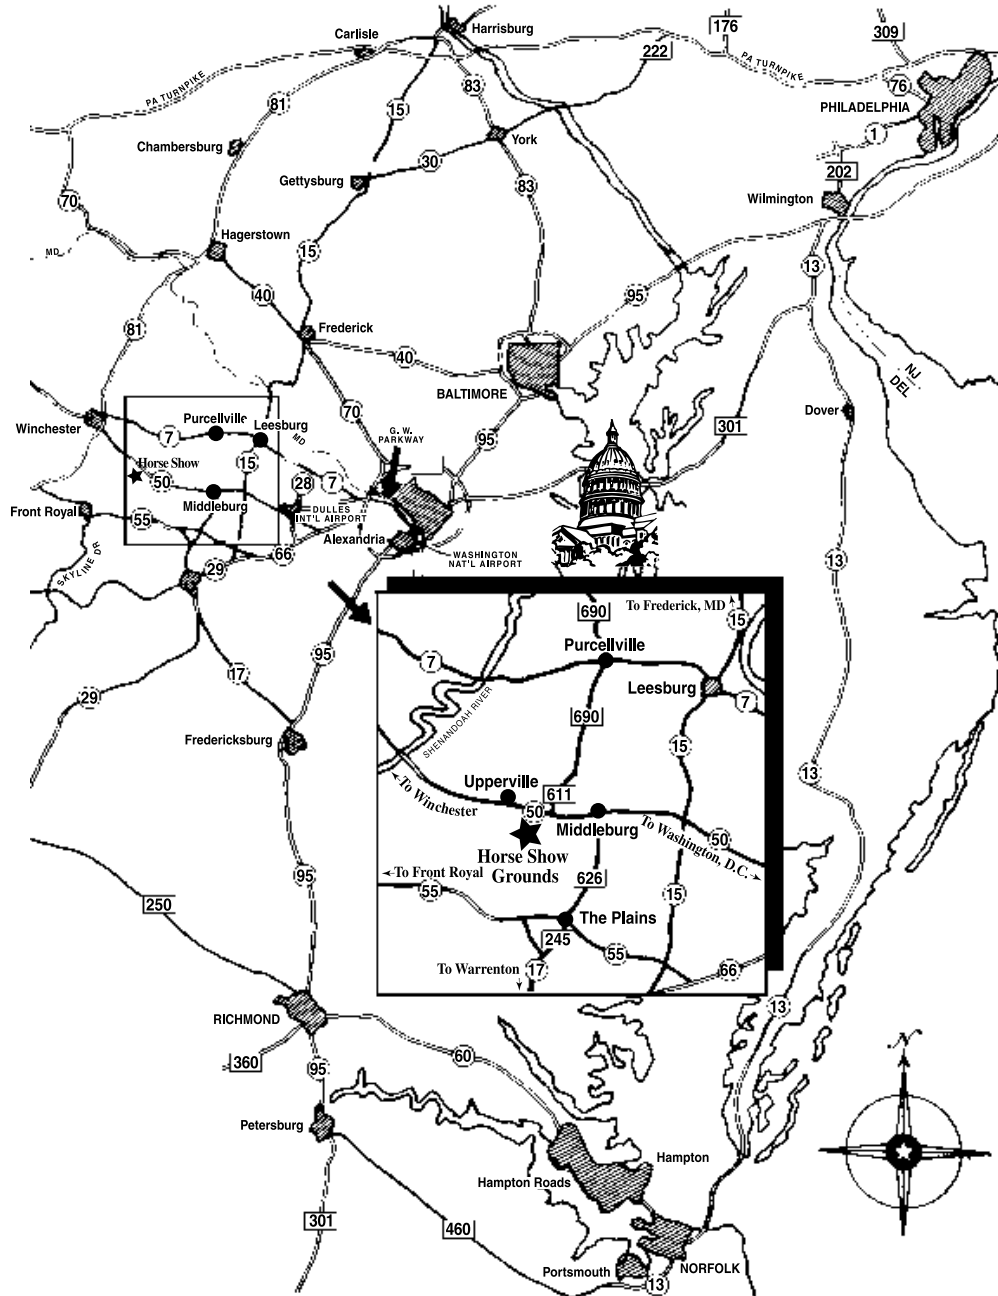 Harrisburg
Carlisle
176
309
222
PA TURNPIKE
PA TURNPIKE
83
76
81
15
PHILADELPHIA
1
York
Chambersburg
30
202
Gettysburg
83
Wilmington
70
Hagerstown
MD
15
13
40
95
81
Frederick
40
NJ
DEL
BALTIMORE
70
Dover
Winchester
Purcellville
Leesburg
7
MD
G. W.
PARKWAY
95
301
Horse Show
15
50
28
7
Middleburg
Front Royal
55
DULLES
INT'L AIRPORT
Alexandria
66
WASHINGTON
NAT'L AIRPORT
SKYLINE DR
29
13
690
To Frederick, MD
15
Purcellville
95
7
17
Leesburg
29
7
SHENANDOAH RIVER
690
Fredericksburg
15
13
To Winchester
Upperville
611
50
Middleburg
To Washington, D.C.
50
Horse Show
Grounds
To Front Royal
626
55
95
15
250
The Plains
245
55
To Warrenton
17
66
13
RICHMOND
360
95
60
N
Petersburg
Hampton
Hampton Roads
301
460
Portsmouth
NORFOLK
13